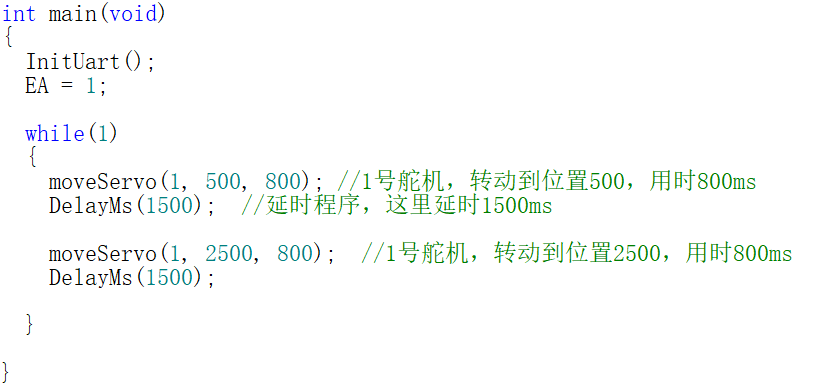 int main(void)
{
  InitUart();
  EA = 1;

  while(1)
  {
    moveServo(1, 500, 800); //1号舵机，转动到位置500，用时800ms
    DelayMs(1500);  //延时程序，这里延时1500ms

    moveServo(1, 2500, 800);  //1号舵机，转动到位置2500，用时800ms
    DelayMs(1500);

  }

}